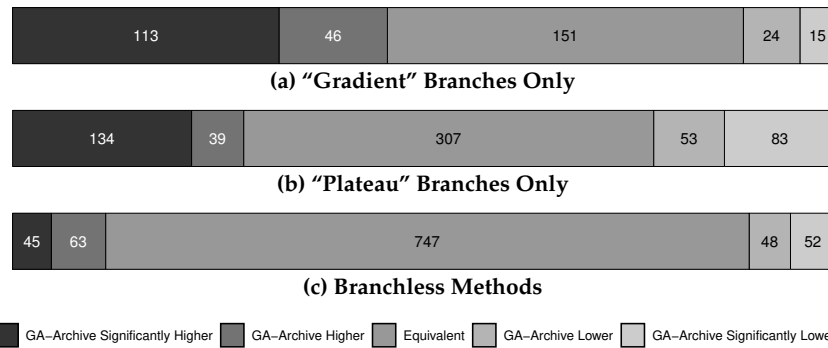 113 46 151 24 15
(a) “Gradient” Branches Only
134 39 307 53 83
(b) “Plateau” Branches Only
45 63 747 48 52
(c) Branchless Methods
GA−Archive Significantly Higher GA−Archive Higher Equivalent GA−Archive Lower GA−Archive Significantly Lowe